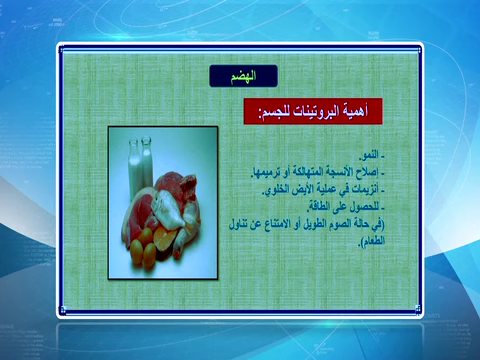 الهضم
أهمية البروتينات للجسم:
- النمو.
- إصلاح الأنسجة المتهالكة أو ترميمها.
- أنزيمات في عملية الأيض الخلوي.
- للحصول على الطاقة.
(في حالة الصوم الطويل أو الامتناع عن تناول
الطعام).